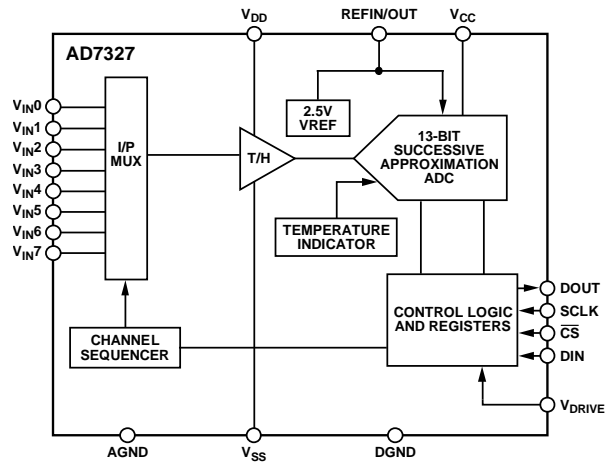 V_DD REFIN/OUT V_CC
AD7327
V_IN0
V_IN1
V_IN2
V_IN3
V_IN4
V_IN5
V_IN6
V_IN7
I/P
MUX
T/H
2.5V
VREF
13-BIT
SUCCESSIVE
APPROXIMATION
ADC
TEMPERATURE
INDICATOR
CHANNEL
SEQUENCER
CONTROL LOGIC
AND REGISTERS
DOUT
SCLK
C̅S̅
DIN
V_DRIVE
AGND V_SS DGND